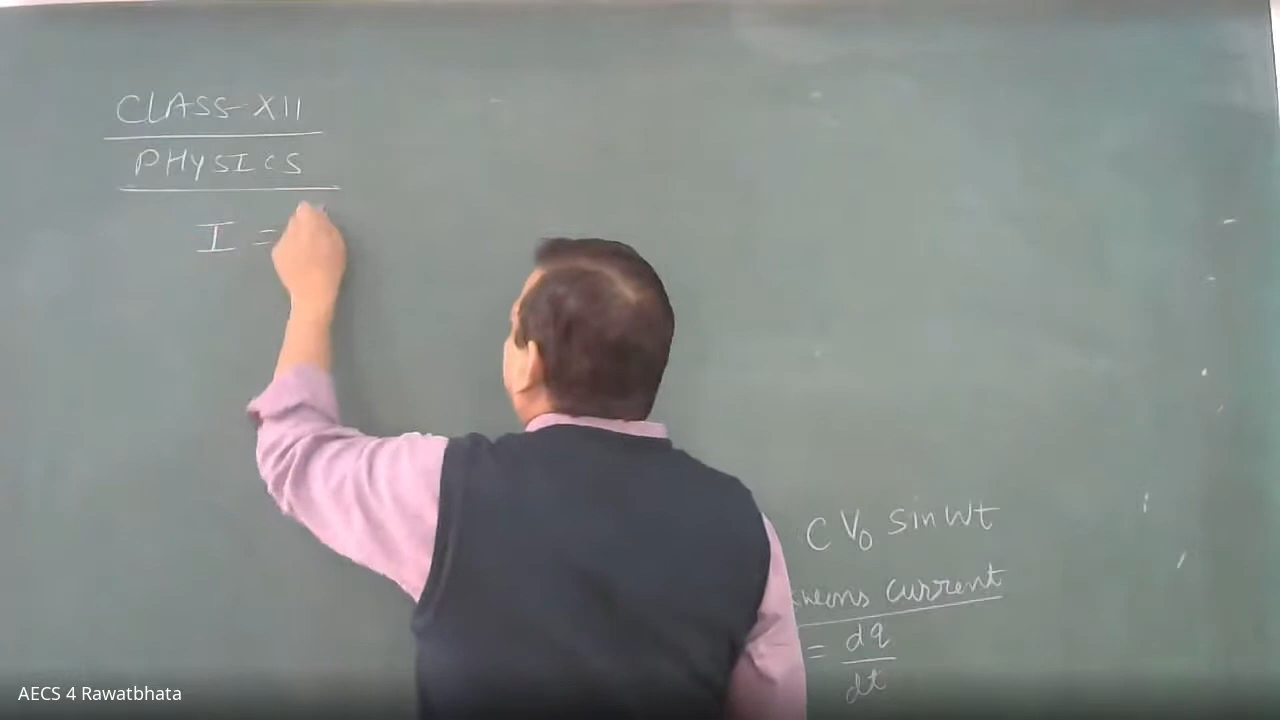 CLASS-XII
PHYSICS
I =
C V₀ sin wt
current
= dq
dt
AECS 4 Rawatbhata